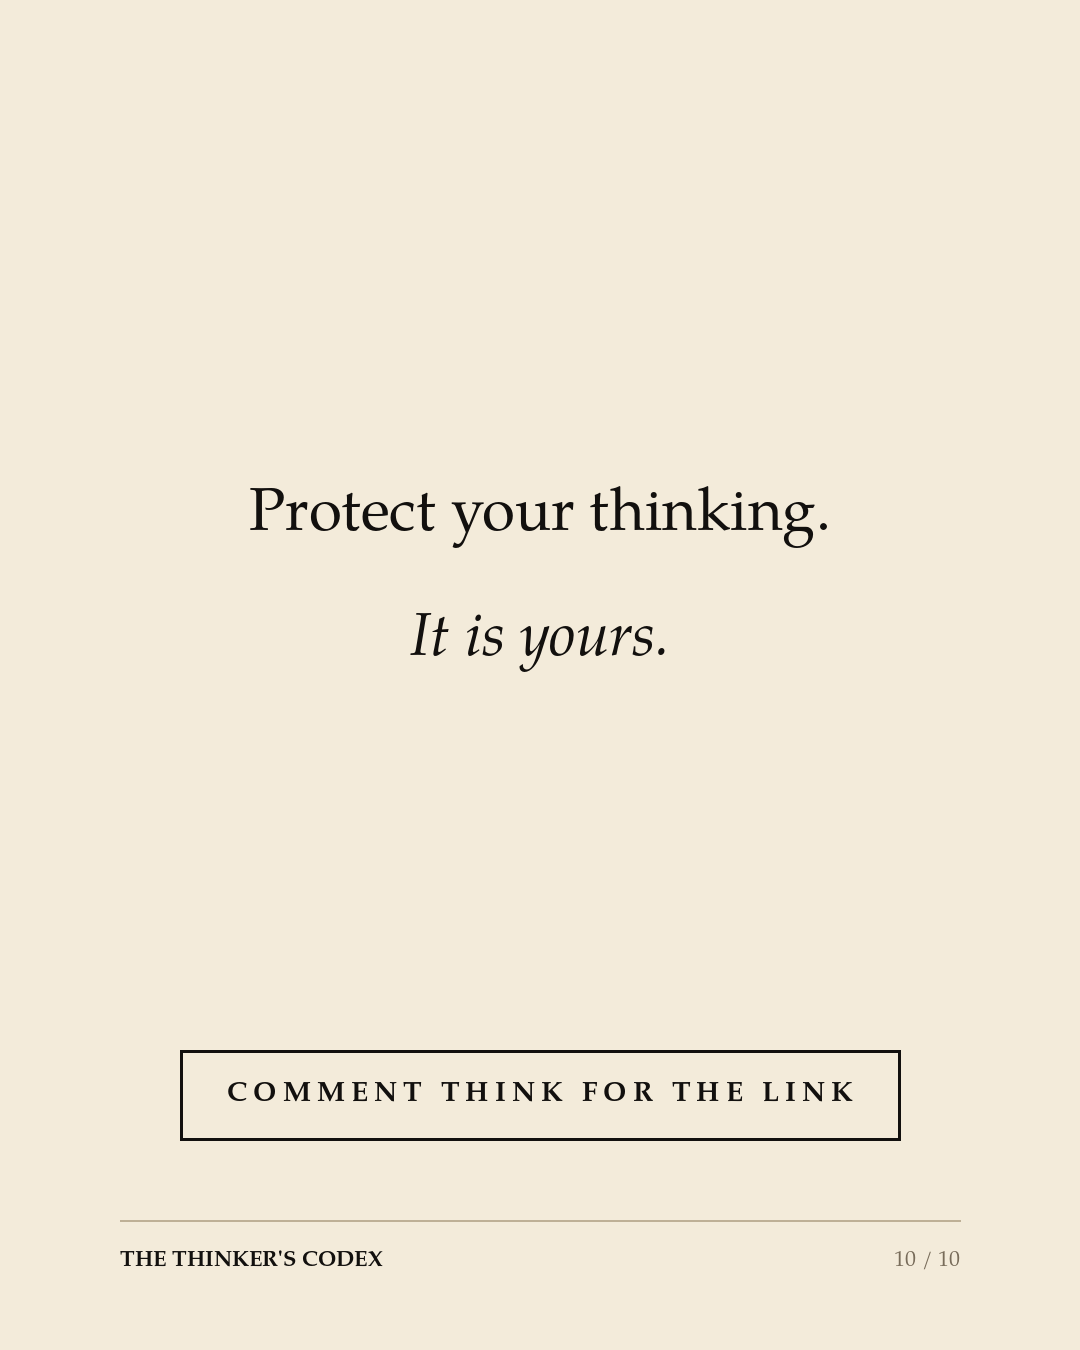 Protect your thinking.
It is yours.
COMMENT THINK FOR THE LINK
THE THINKER'S CODEX
10 / 10